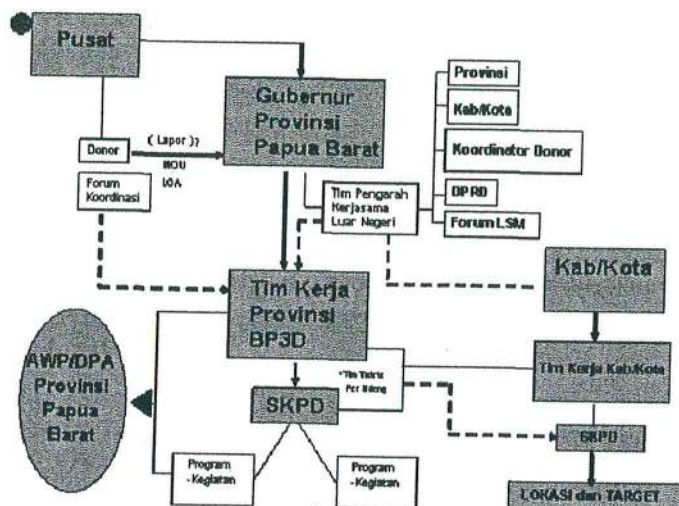 Pusat
Gubernur
Provinsi
Papua Barat
Provinsi
Kab/Kota
Koordinator Donor
DPRD
Forum LSM
Donor
( Lapor )?
MOU
LOA
Forum
Koordinasi
Tim Pengarah
Kerjasama
Luar Negeri
Kab/Kota
Tim Kerja
Provinsi
BP3D
AWP/DPA
Provinsi
Papua
Barat
Tim Kerja Kab/Kota
SKPD
SKPD
Program
-Kegiatan
Program
-Kegiatan
LOKASI dan TARGET